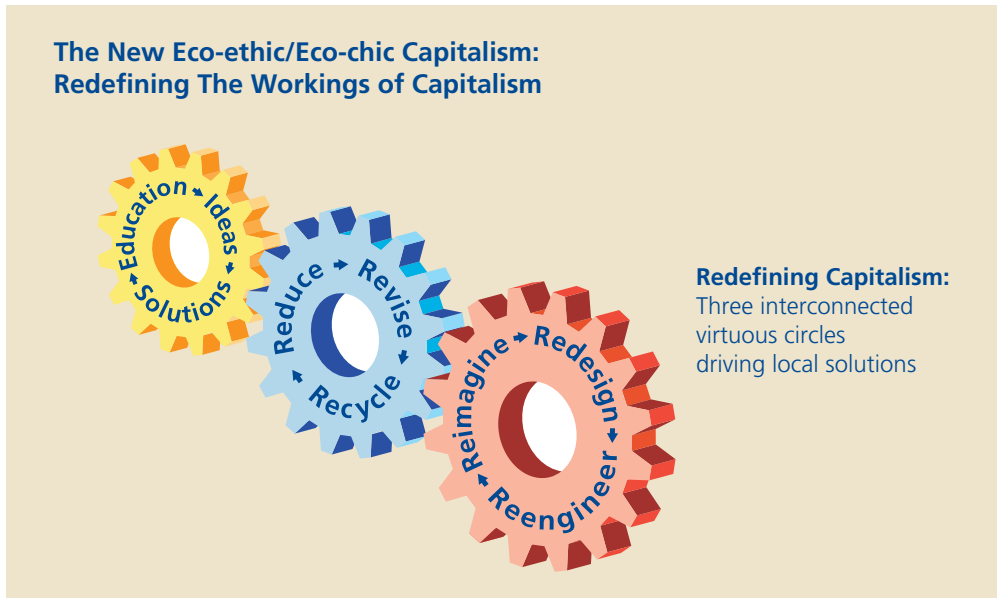 The New Eco-ethic/Eco-chic Capitalism:
Redefining The Workings of Capitalism
Education
Ideas
Solutions
Reduce
Revise
Recycle
Reimagine
Redesign
Reengineer
Redefining Capitalism:
Three interconnected
virtuous circles
driving local solutions